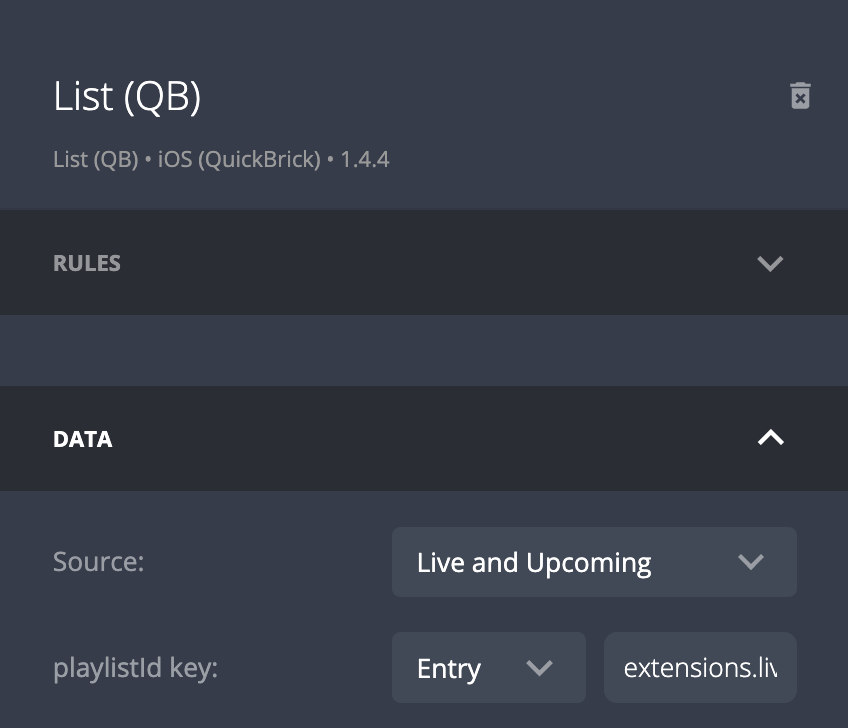 List (QB)
List (QB) • iOS (QuickBrick) • 1.4.4
RULES
DATA
Source: Live and Upcoming
playlistId key: Entry extensions.liv